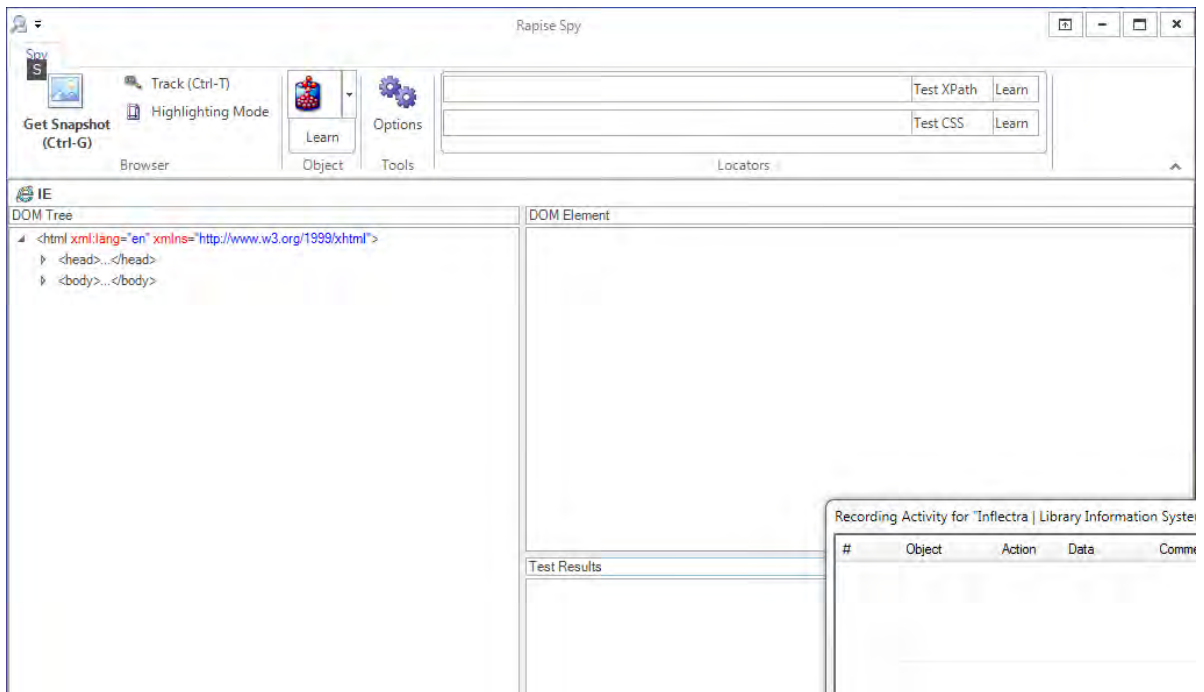 Rapise Spy
Spy
S
Get Snapshot
(Ctrl-G)
Track (Ctrl-T)
Highlighting Mode
Browser
Learn
Object
Options
Tools
Test XPath Learn
Test CSS Learn
Locators
IE
DOM Tree
DOM Element
<html xml:lang="en" xmlns="http://www.w3.org/1999/xhtml">
<head>...</head>
<body>...</body>
Test Results
Recording Activity for "Inflectra | Library Information Syste
# Object Action Data Comme